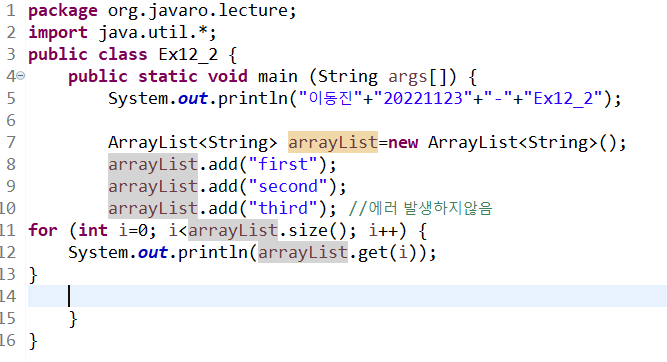 1 package org.javaro.lecture;
2 import java.util.*;
3 public class Ex12_2 {
4 public static void main (String args[]) {
5 System.out.println("이동진"+"20221123"+"-"+"Ex12_2");
6
7 ArrayList<String> arrayList=new ArrayList<String>();
8 arrayList.add("first");
9 arrayList.add("second");
10 arrayList.add("third"); //에러 발생하지않음
11 for (int i=0; i<arrayList.size(); i++) {
12 System.out.println(arrayList.get(i));
13 }
14
15 }
16 }